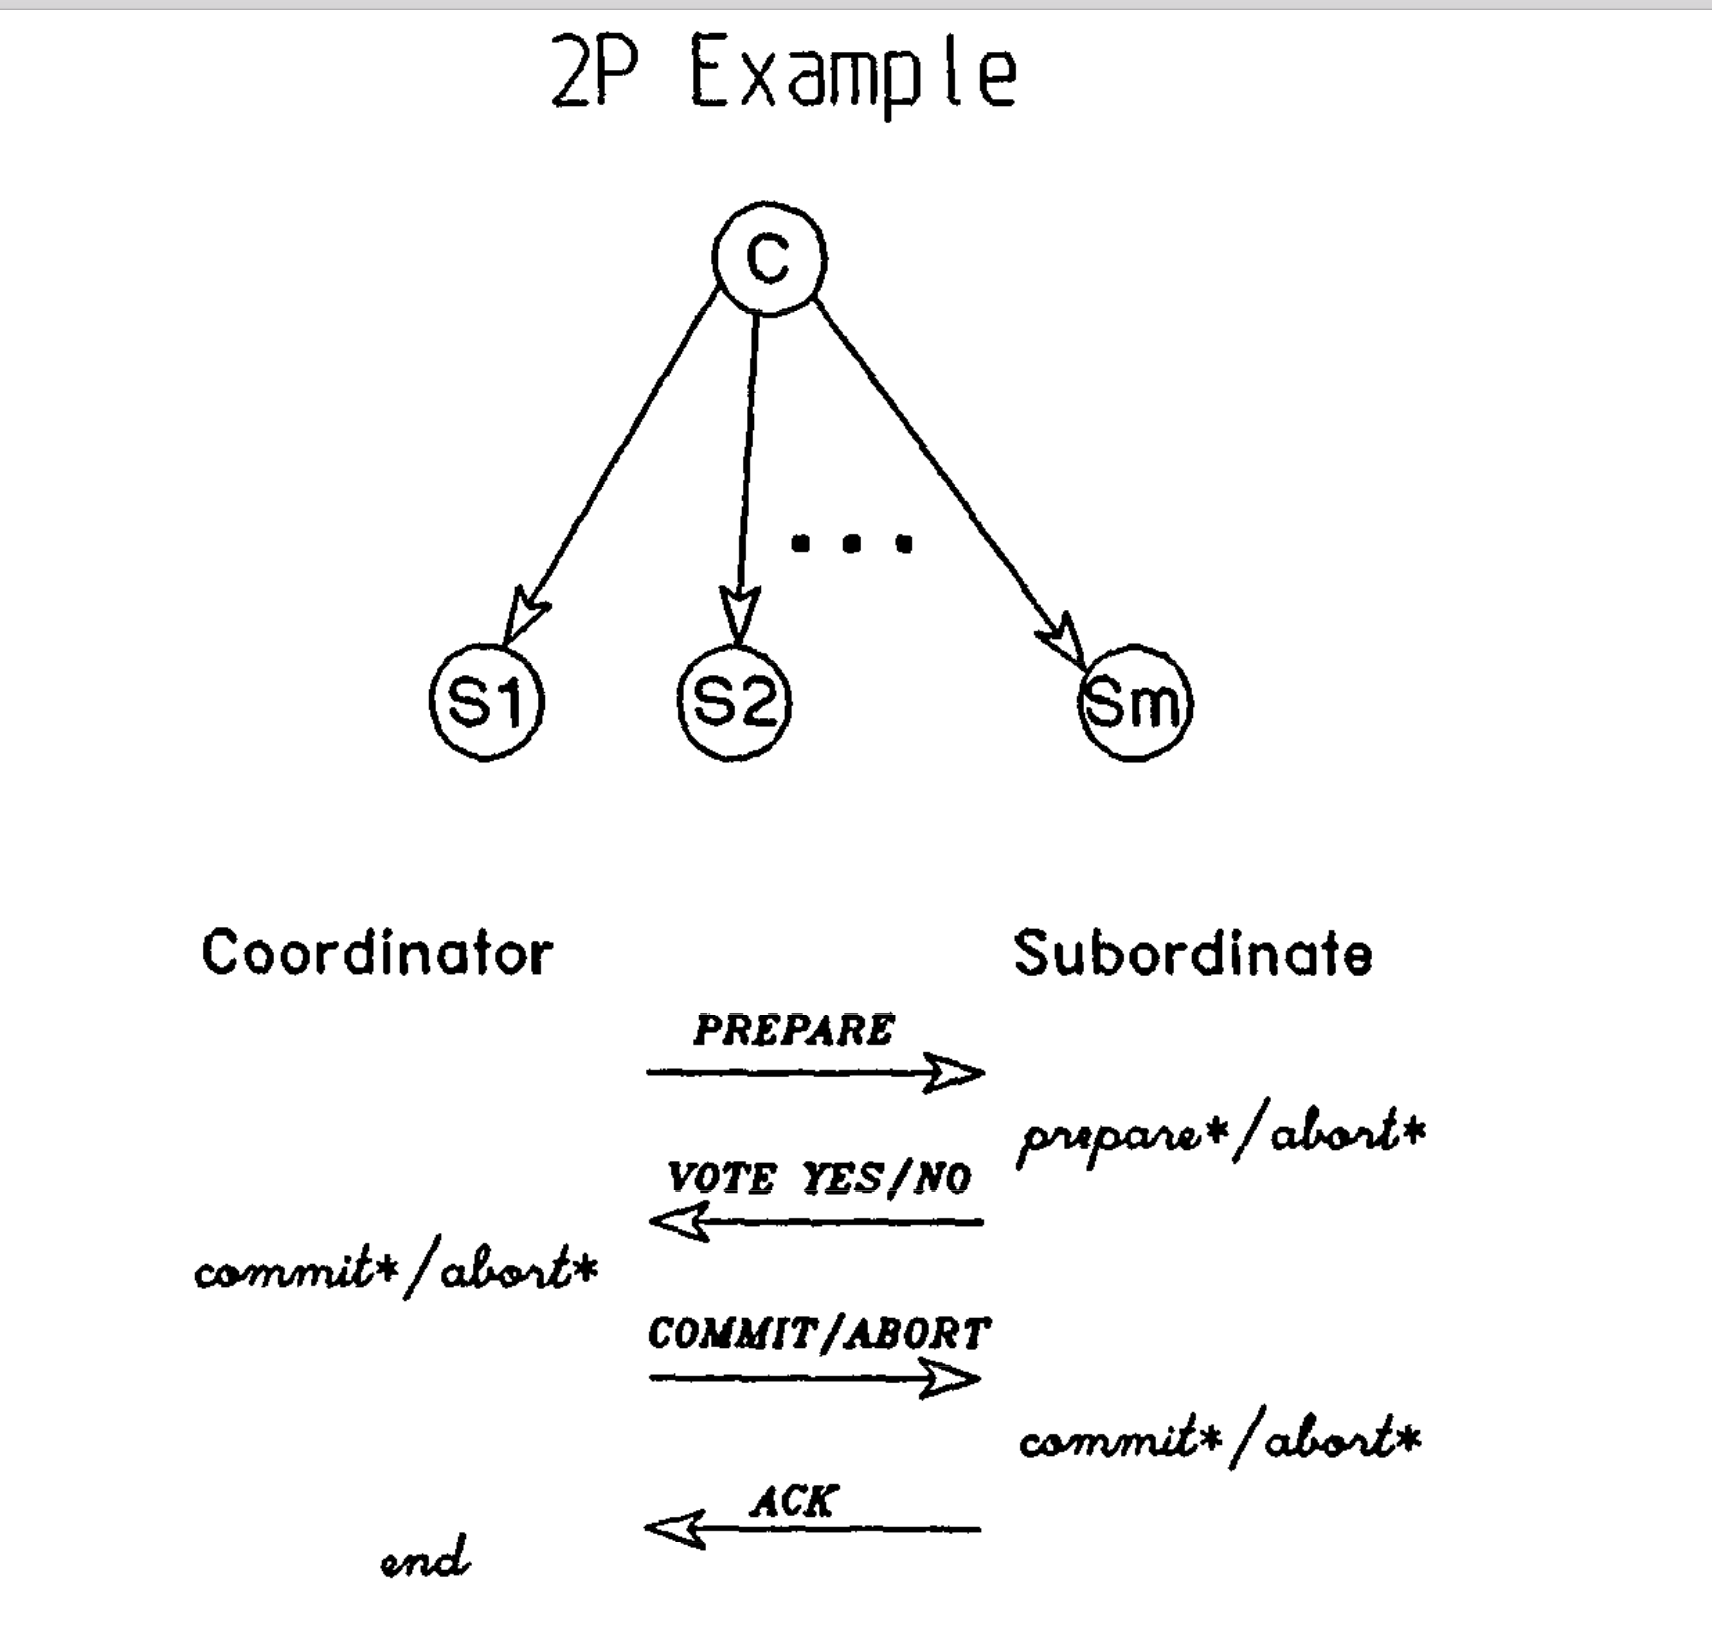 2P Example
C
S1 S2 Sm
Coordinator Subordinate
PREPARE
prepare*/abort*
VOTE YES/NO
commit*/abort*
COMMIT/ABORT
commit*/abort*
ACK
end